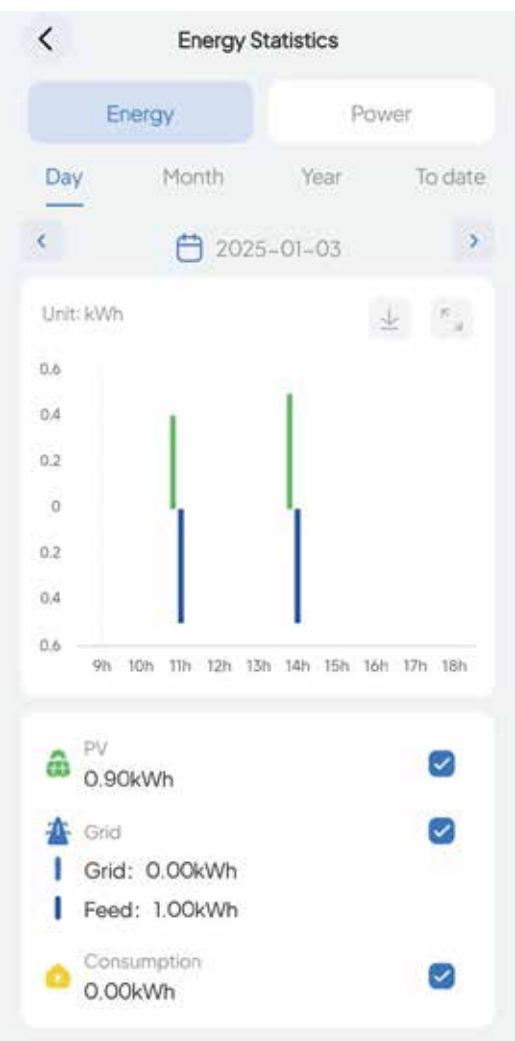 Energy Statistics
Energy Power
Day Month Year To date
2025-01-03
Unit: kWh
0.6
0.4
0.2
0
0.2
0.4
0.6
9h 10h 11h 12h 13h 14h 15h 16h 17h 18h
PV
0.90kWh
Grid
Grid: 0.00kWh
Feed: 1.00kWh
Consumption
0.00kWh